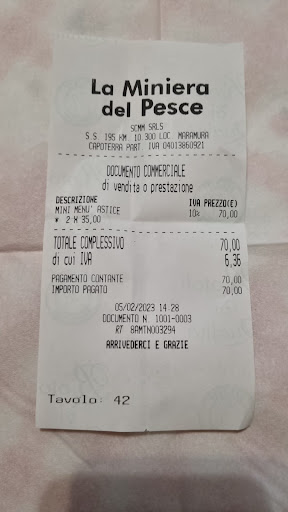 La Miniera
del Pesce
SCMM SRLS
S.S. 195 KM. 10.300 LOC. MARAMURA
CAPOTERRA PART. IVA 04013860921
DOCUMENTO COMMERCIALE
di vendita o prestazione
DESCRIZIONE IVA PREZZO(E)
MINI MENU' ASTICE 10% 70,00
* 2 X 35,00
TOTALE COMPLESSIVO 70,00
di cui IVA 6,36
PAGAMENTO CONTANTE 70,00
IMPORTO PAGATO 70,00
05/02/2023 14:28
DOCUMENTO N. 1001-0003
RT 8AMTN003294
ARRIVEDERCI E GRAZIE
Tavolo: 42